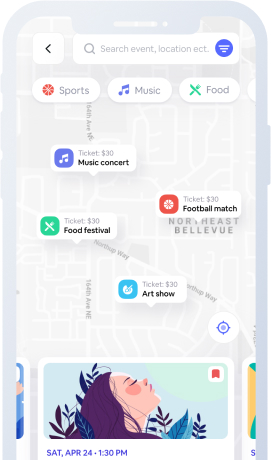 Search event, location ect.
Sports
Music
Food
164th Ave N
Ticket: $30
Music concert
Ticket: $30
Football match
NORTHEAST
BELLEVUE
Ticket: $30
Food festival
Northup Way
Ticket: $30
Art show
Northup Way
164th Ave NE
SAT, APR 24 • 1:30 PM
S